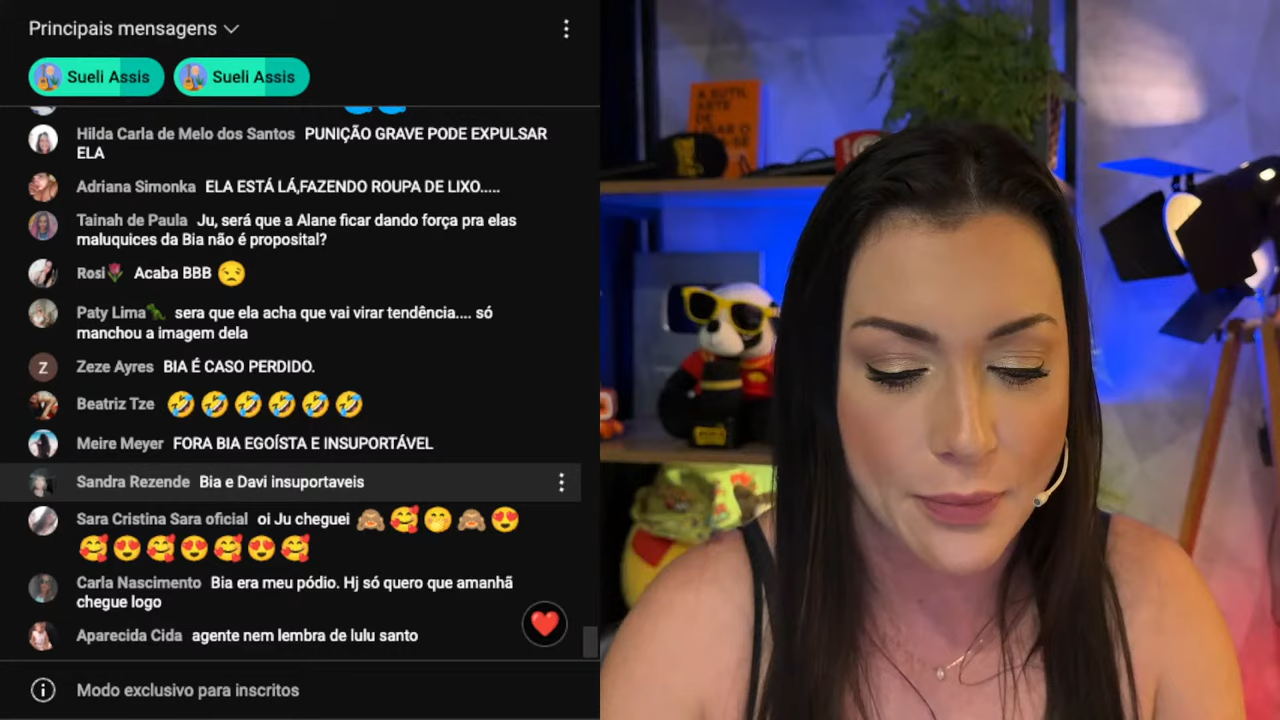 Principais mensagens
Sueli Assis Sueli Assis
Hilda Carla de Melo dos Santos PUNIÇÃO GRAVE PODE EXPULSAR
ELA
Adriana Simonka ELA ESTÁ LÁ,FAZENDO ROUPA DE LIXO.....
Tainah de Paula Ju, será que a Alane ficar dando força pra elas
maluquices da Bia não é proposital?
Rosi🌷 Acaba BBB 😒
Paty Lima🦖 sera que ela acha que vai virar tendência.... só
manchou a imagem dela
Z
Zeze Ayres BIA É CASO PERDIDO.
Beatriz Tze 🤣🤣🤣🤣🤣🤣
Meire Meyer FORA BIA EGOÍSTA E INSUPORTÁVEL
Sandra Rezende Bia e Davi insuportaveis
Sara Cristina Sara oficial oi Ju cheguei 🙈🥰🤭🙈😍
🥰😍🥰😍🥰😍🥰
Carla Nascimento Bia era meu pódio. Hj só quero que amanhã
chegue logo
Aparecida Cida agente nem lembra de lulu santo
Modo exclusivo para inscritos
A SUTIL
ARTE
DE